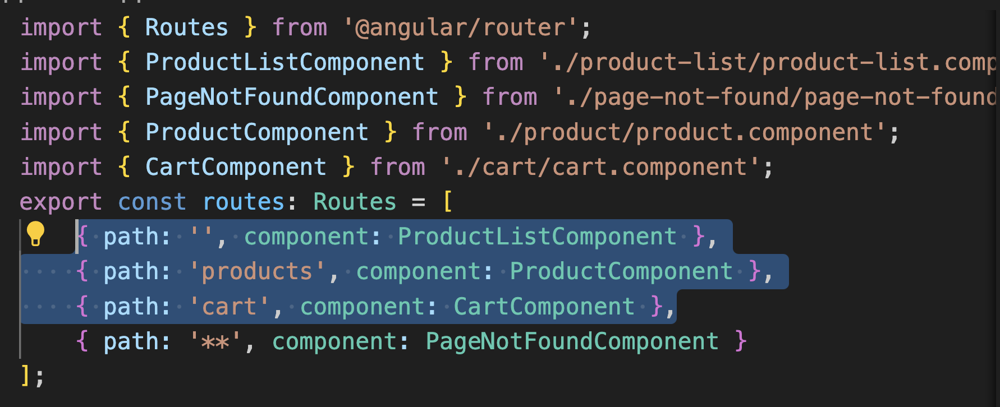 import { Routes } from '@angular/router';
import { ProductListComponent } from './product-list/product-list.comp
import { PageNotFoundComponent } from './page-not-found/page-not-found
import { ProductComponent } from './product/product.component';
import { CartComponent } from './cart/cart.component';
export const routes: Routes = [
    { path: '', component: ProductListComponent },
    { path: 'products', component: ProductComponent },
    { path: 'cart', component: CartComponent },
    { path: '**', component: PageNotFoundComponent }
];